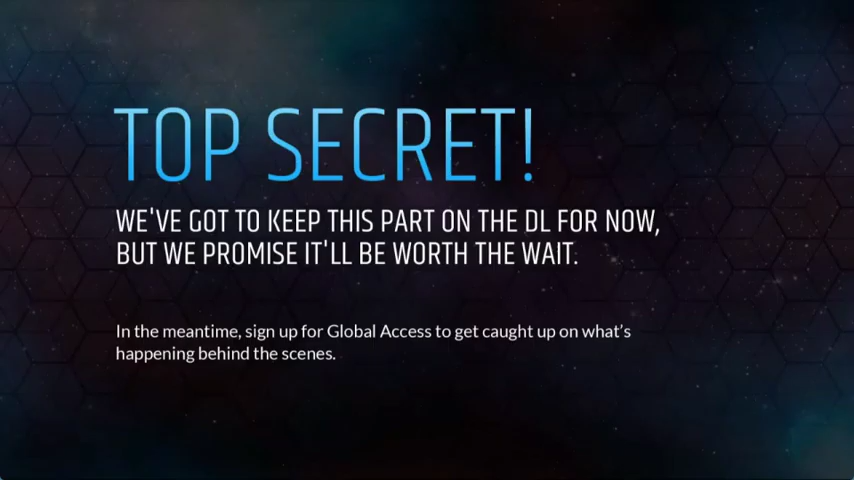 TOP SECRET!
WE'VE GOT TO KEEP THIS PART ON THE DL FOR NOW,
BUT WE PROMISE IT'LL BE WORTH THE WAIT.
In the meantime, sign up for Global Access to get caught up on what's
happening behind the scenes.